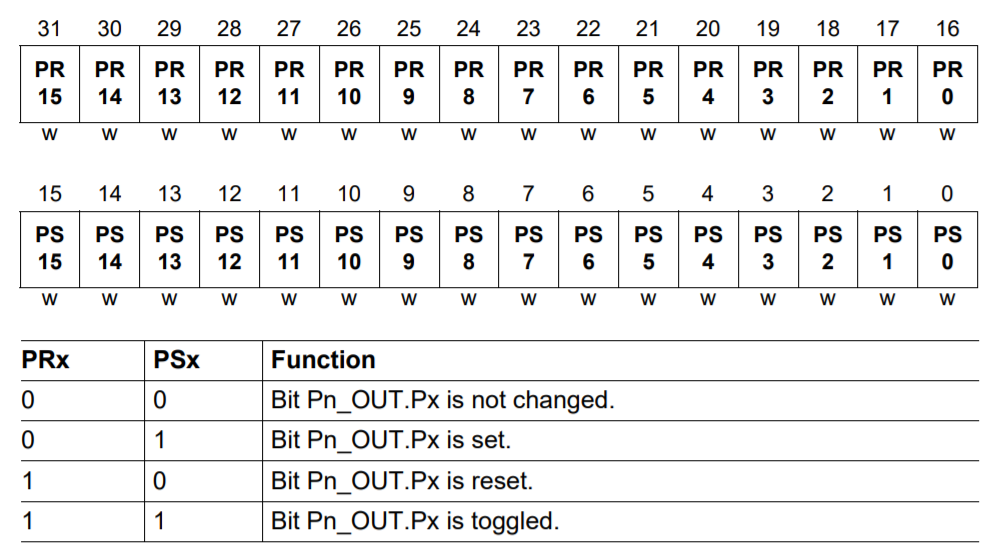 31 30 29 28 27 26 25 24 23 22 21 20 19 18 17 16
PR PR PR PR PR PR PR PR PR PR PR PR PR PR PR PR
15 14 13 12 11 10 9 8 7 6 5 4 3 2 1 0
w w w w w w w w w w w w w w w w
15 14 13 12 11 10 9 8 7 6 5 4 3 2 1 0
PS PS PS PS PS PS PS PS PS PS PS PS PS PS PS PS
15 14 13 12 11 10 9 8 7 6 5 4 3 2 1 0
w w w w w w w w w w w w w w w w
PRx PSx Function
0 0 Bit Pn_OUT.Px is not changed.
0 1 Bit Pn_OUT.Px is set.
1 0 Bit Pn_OUT.Px is reset.
1 1 Bit Pn_OUT.Px is toggled.